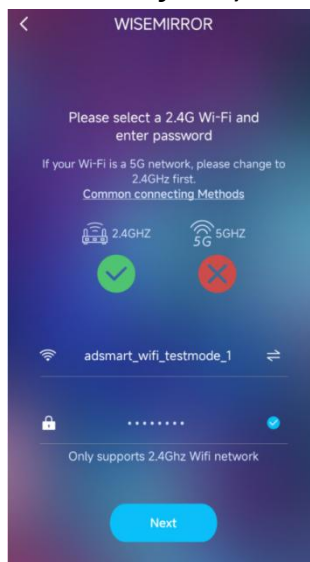 WISEMIRROR
Please select a 2.4G Wi-Fi and
enter password
If your Wi-Fi is a 5G network, please change to
2.4GHz first.
Common connecting Methods
2.4GHZ
5G 5GHZ
adsmart_wifi_testmode_1
Only supports 2.4Ghz Wifi network
Next